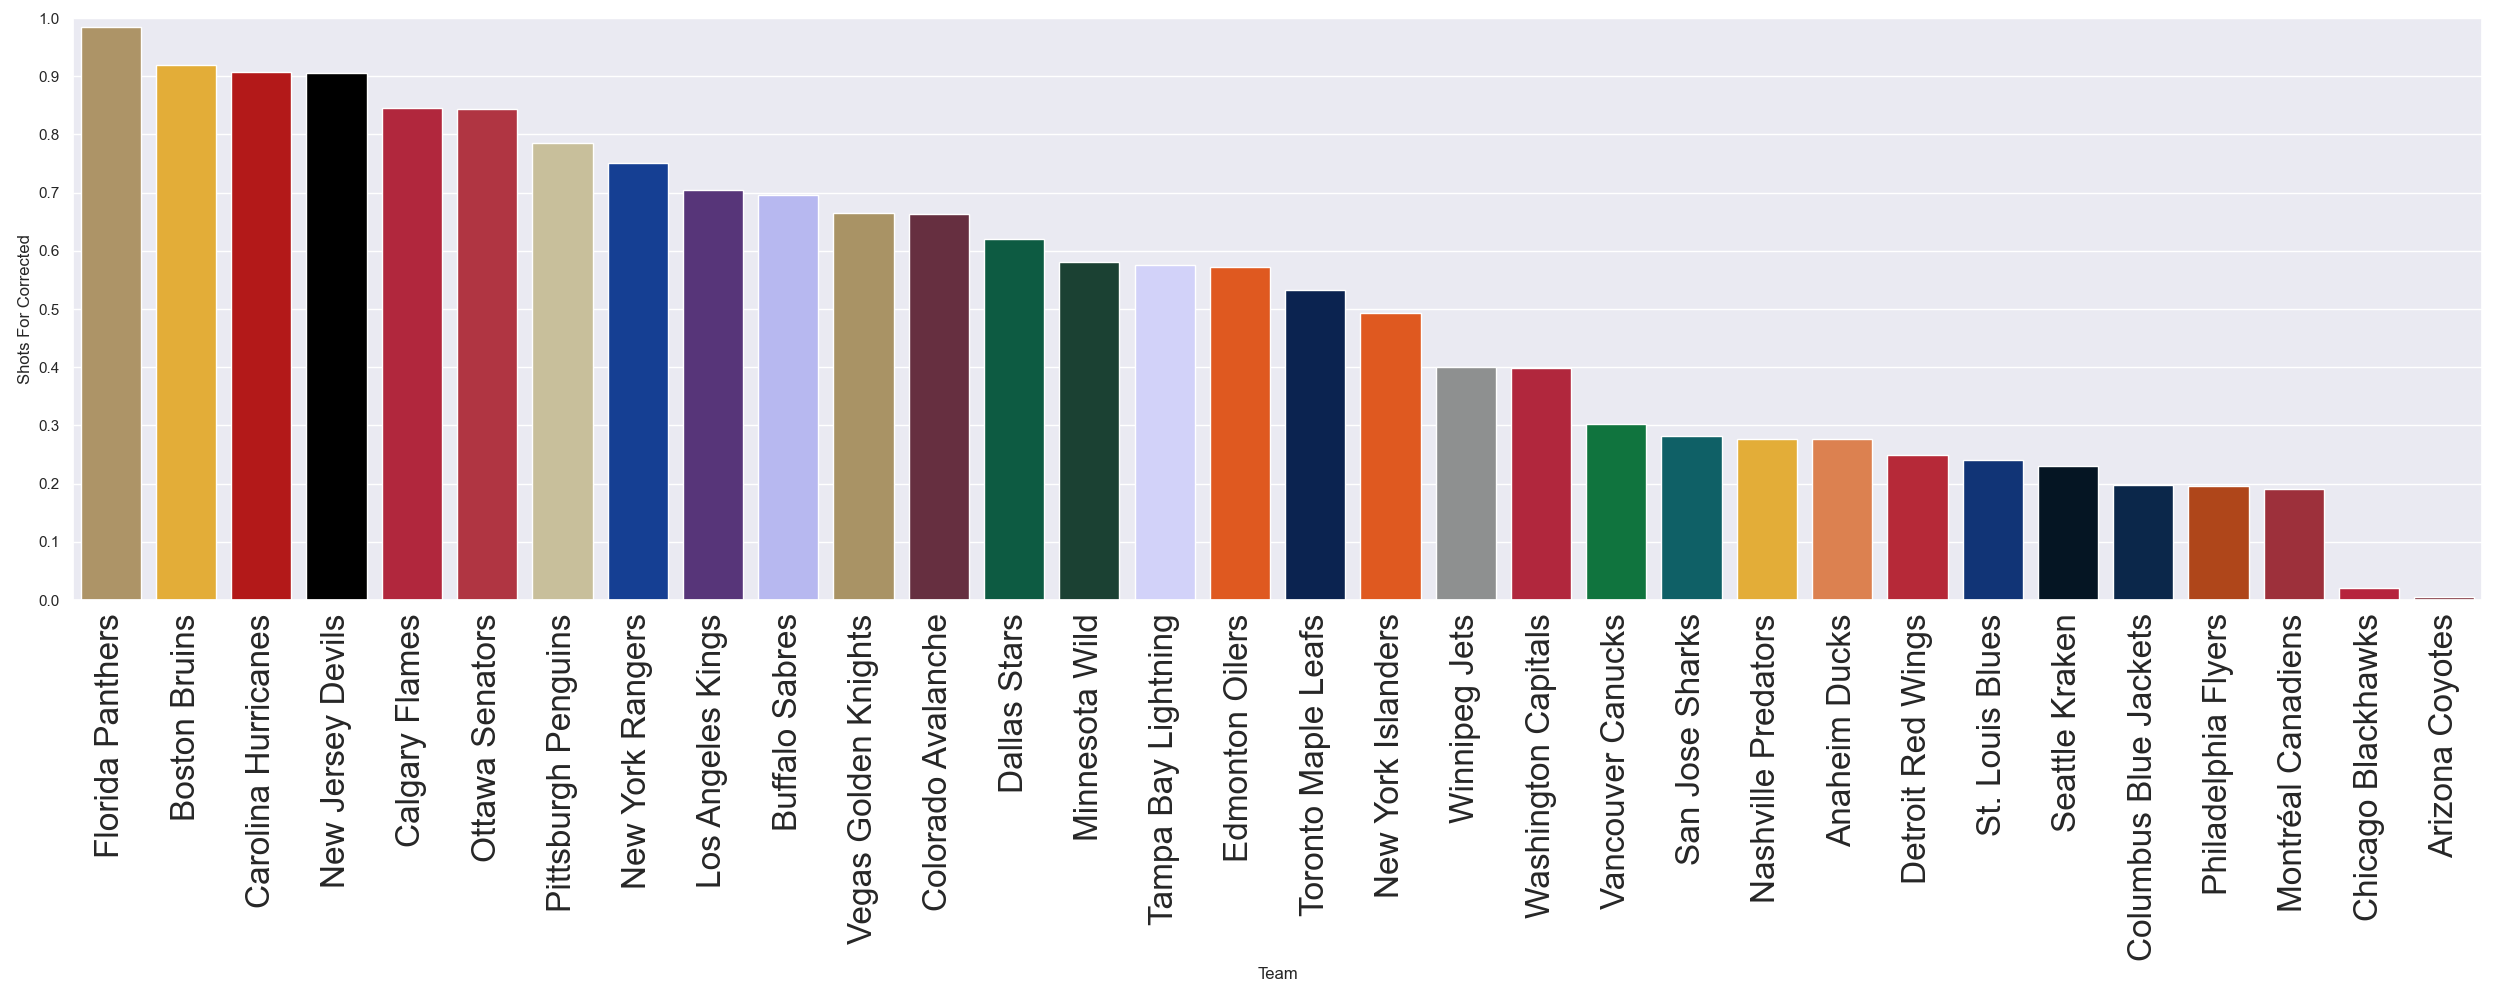 1.0
0.9
0.8
0.7
0.6
0.5
0.4
0.3
0.2
0.1
0.0
Shots For Corrected
Florida Panthers
Boston Bruins
Carolina Hurricanes
New Jersey Devils
Calgary Flames
Ottawa Senators
Pittsburgh Penguins
New York Rangers
Los Angeles Kings
Buffalo Sabres
Vegas Golden Knights
Colorado Avalanche
Dallas Stars
Minnesota Wild
Tampa Bay Lightning
Edmonton Oilers
Toronto Maple Leafs
New York Islanders
Winnipeg Jets
Washington Capitals
Vancouver Canucks
San Jose Sharks
Nashville Predators
Anaheim Ducks
Detroit Red Wings
St. Louis Blues
Seattle Kraken
Columbus Blue Jackets
Philadelphia Flyers
Montréal Canadiens
Chicago Blackhawks
Arizona Coyotes
Team